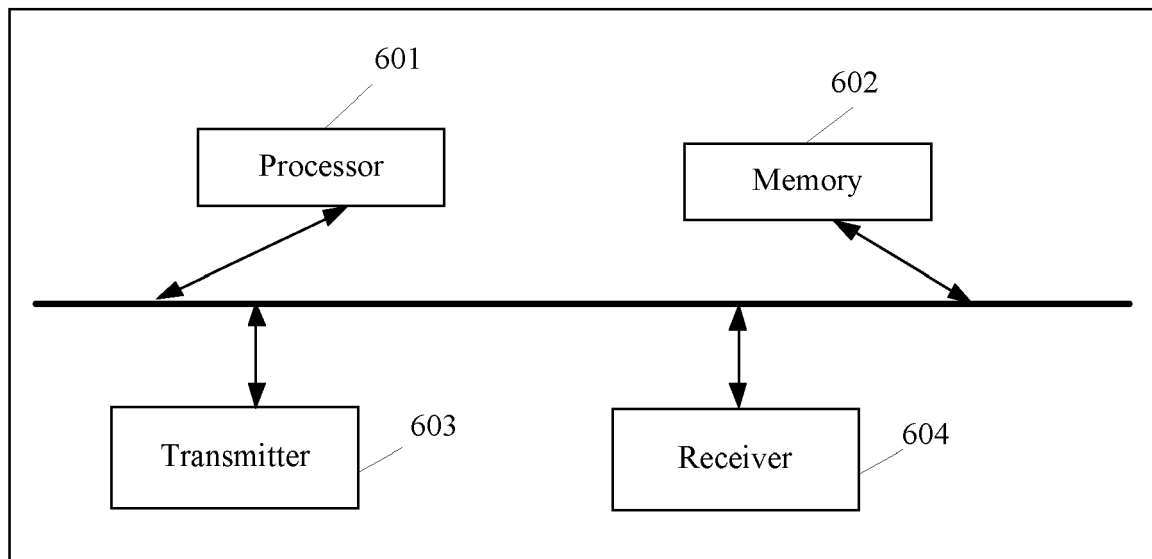 601
602
Processor
Memory
603
Transmitter
604
Receiver